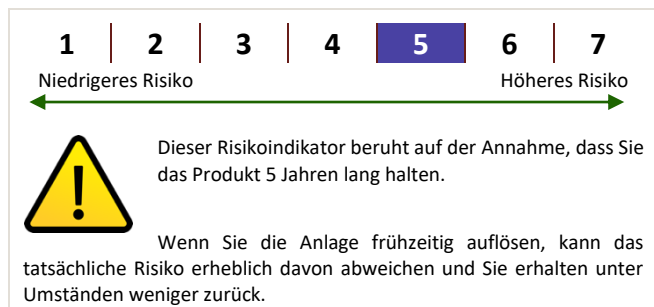 1 2 3 4 5 6 7
Niedrigeres Risiko Höheres Risiko
Dieser Risikoindikator beruht auf der Annahme, dass Sie
das Produkt 5 Jahren lang halten.
Wenn Sie die Anlage frühzeitig auflösen, kann das
tatsächliche Risiko erheblich davon abweichen und Sie erhalten unter
Umständen weniger zurück.